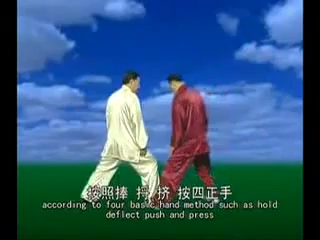 按照捧 捋 挤 按四正手
according to four basic hand method such as hold
deflect push and press